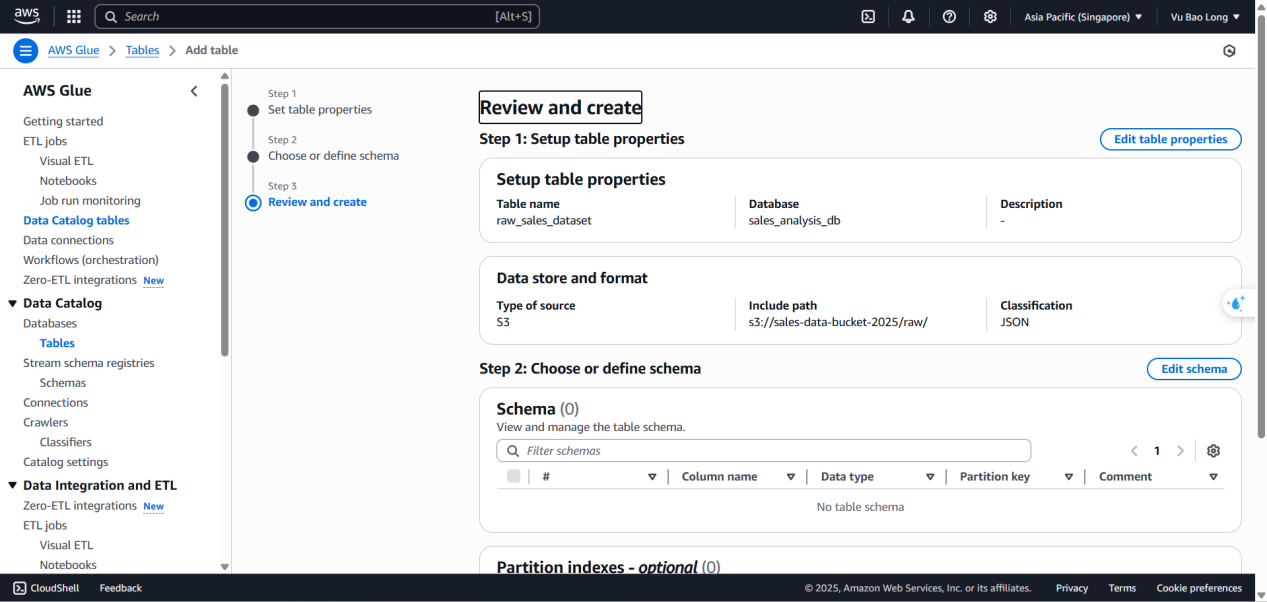 aws
Search [Alt+S] Asia Pacific (Singapore) Vu Bao Long
AWS Glue Tables Add table
AWS Glue
Getting started
ETL jobs
Visual ETL
Notebooks
Job run monitoring
Data Catalog tables
Data connections
Workflows (orchestration)
Zero-ETL integrations New
Data Catalog
Databases
Tables
Stream schema registries
Schemas
Connections
Crawlers
Classifiers
Catalog settings
Data Integration and ETL
Zero-ETL integrations New
ETL jobs
Visual ETL
Notebooks
Step 1
Set table properties
Step 2
Choose or define schema
Step 3
Review and create
Review and create
Step 1: Setup table properties Edit table properties
Setup table properties
Table name Database Description
raw_sales_dataset sales_analysis_db -
Data store and format
Type of source Include path Classification
S3 s3://sales-data-bucket-2025/raw/ JSON
Step 2: Choose or define schema Edit schema
Schema (0)
View and manage the table schema.
Filter schemas 1
# Column name Data type Partition key Comment
No table schema
Partition indexes - optional (0)
CloudShell Feedback © 2025, Amazon Web Services, Inc. or its affiliates. Privacy Terms Cookie preferences